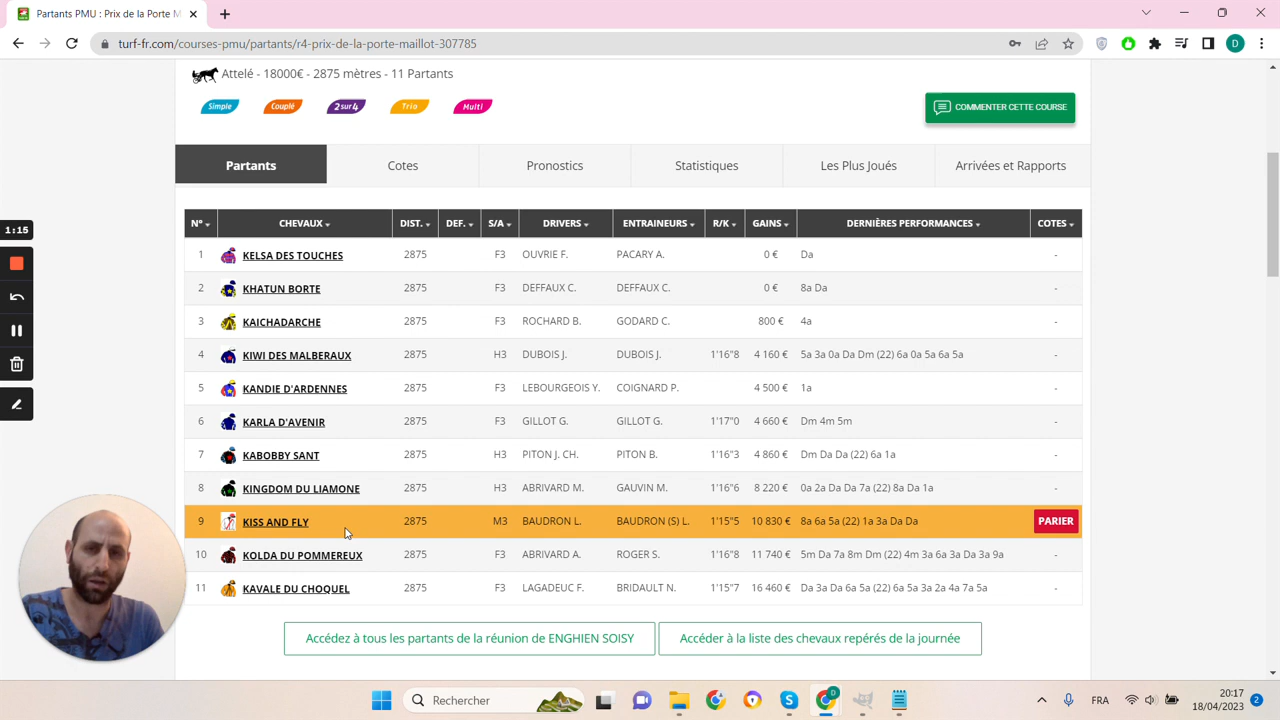 Partants PMU : DRIVERS de la M
turf-fr.com/courses-pmu/partants/r4-prix-de-la-porte-maillot-307785
D
Attelé - 18000€ - 2875 mètres - 11 Partants
Simple Couplé 2sur4 Trio Multi
COMMENTER CETTE COURSE
Partants Cotes Pronostics Statistiques Les Plus Joués Arrivées et Rapports
N° CHEVAUX DIST. DEF. S/A DRIVERS ENTRAINEURS R/K GAINS DERNIÈRES PERFORMANCES COTES
1:15
1 KELSA DES TOUCHES 2875 F3 OUVRIE F. PACARY A. 0 € Da -
2 KHATUN BORTE 2875 F3 DEFFAUX C. DEFFAUX C. 0 € 8a Da -
3 KAICHADARCHE 2875 F3 ROCHARD B. GODARD C. 800 € 4a -
4 KIWI DES MALBERAUX 2875 H3 DUBOIS J. DUBOIS J. 1'16"8 4 160 € 5a 3a 0a Da Dm (22) 6a 0a 5a 6a 5a -
5 KANDIE D'ARDENNES 2875 F3 LEBOURGEOIS Y. COIGNARD P. 4 500 € 1a -
6 KARLA D'AVENIR 2875 F3 GILLOT G. GILLOT G. 1'17"0 4 660 € Dm 4m 5m -
7 KABOBBY SANT 2875 H3 PITON J. CH. PITON B. 1'16"3 4 860 € Dm Da Da (22) 6a 1a -
8 KINGDOM DU LIAMONE 2875 H3 ABRIVARD M. GAUVIN M. 1'16"6 8 220 € 0a 2a Da Da 7a (22) 8a Da 1a -
9 KISS AND FLY 2875 M3 BAUDRON L. BAUDRON (S) L. 1'15"5 10 830 € 8a 6a 5a (22) 1a 3a Da Da PARIER
10 KOLDA DU POMMEREUX 2875 F3 ABRIVARD A. ROGER S. 1'16"8 11 740 € 5m Da 7a 8m Dm (22) 4m 3a 6a 3a Da 3a 9a -
11 KAVALE DU CHOQUEL 2875 F3 LAGADEUC F. BRIDAULT N. 1'15"7 16 460 € Da 3a Da 6a 5a (22) 6a 5a 3a 2a 4a 7a 5a -
Accédez à tous les partants de la réunion de ENGHIEN SOISY Accéder à la liste des chevaux repérés de la journée
Rechercher
D
FRA
20:17
18/04/2023
2